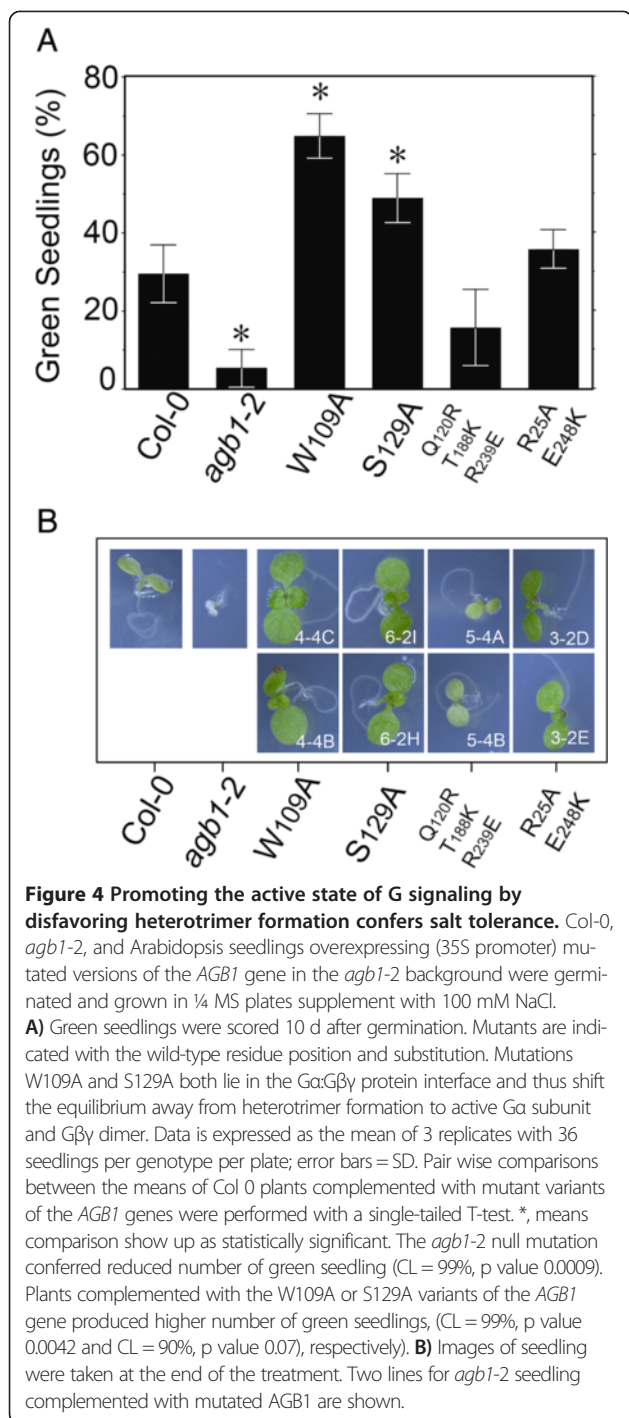 A
Green Seedlings (%)
80
60
40
20
0
*
*
*
Col-0
agb1-2
W109A
S129A
Q120R
T188K
R239E
R25A
E248K
B
4-4C
6-2I
5-4A
3-2D
4-4B
6-2H
5-4B
3-2E
Col-0
agb1-2
W109A
S129A
Q120R
T188K
R239E
R25A
E248K
Figure 4 Promoting the active state of G signaling by
disfavoring heterotrimer formation confers salt tolerance. Col-0,
agb1-2, and Arabidopsis seedlings overexpressing (35S promoter) mu-
tated versions of the AGB1 gene in the agb1-2 background were germi-
nated and grown in ¼ MS plates supplement with 100 mM NaCl.
A) Green seedlings were scored 10 d after germination. Mutants are indi-
cated with the wild-type residue position and substitution. Mutations
W109A and S129A both lie in the Gα:Gβγ protein interface and thus shift
the equilibrium away from heterotrimer formation to active Gα subunit
and Gβγ dimer. Data is expressed as the mean of 3 replicates with 36
seedlings per genotype per plate; error bars = SD. Pair wise comparisons
between the means of Col 0 plants complemented with mutant variants
of the AGB1 genes were performed with a single-tailed T-test. *, means
comparison show up as statistically significant. The agb1-2 null mutation
conferred reduced number of green seedling (CL = 99%, p value 0.0009).
Plants complemented with the W109A or S129A variants of the AGB1
gene produced higher number of green seedlings, (CL = 99%, p value
0.0042 and CL = 90%, p value 0.07), respectively). B) Images of seedling
were taken at the end of the treatment. Two lines for agb1-2 seedling
complemented with mutated AGB1 are shown.